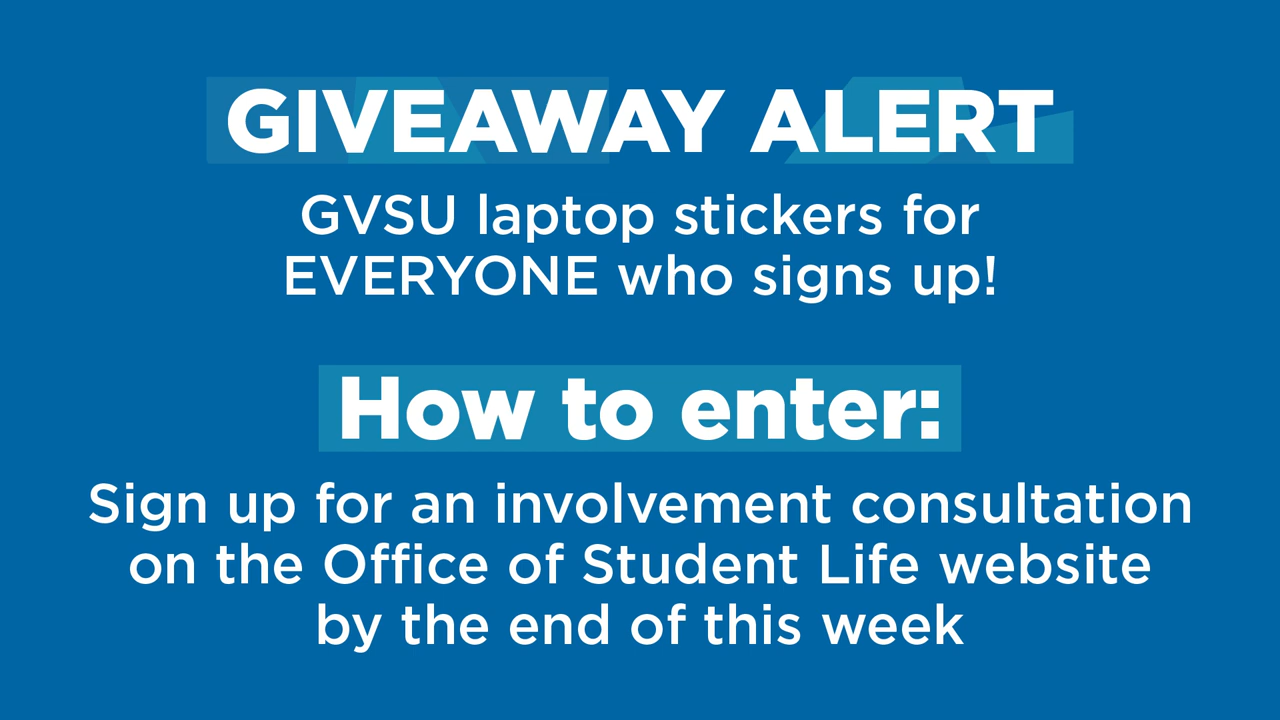 GIVEAWAY ALERT
GVSU laptop stickers for
EVERYONE who signs up!
How to enter:
Sign up for an involvement consultation
on the Office of Student Life website
by the end of this week